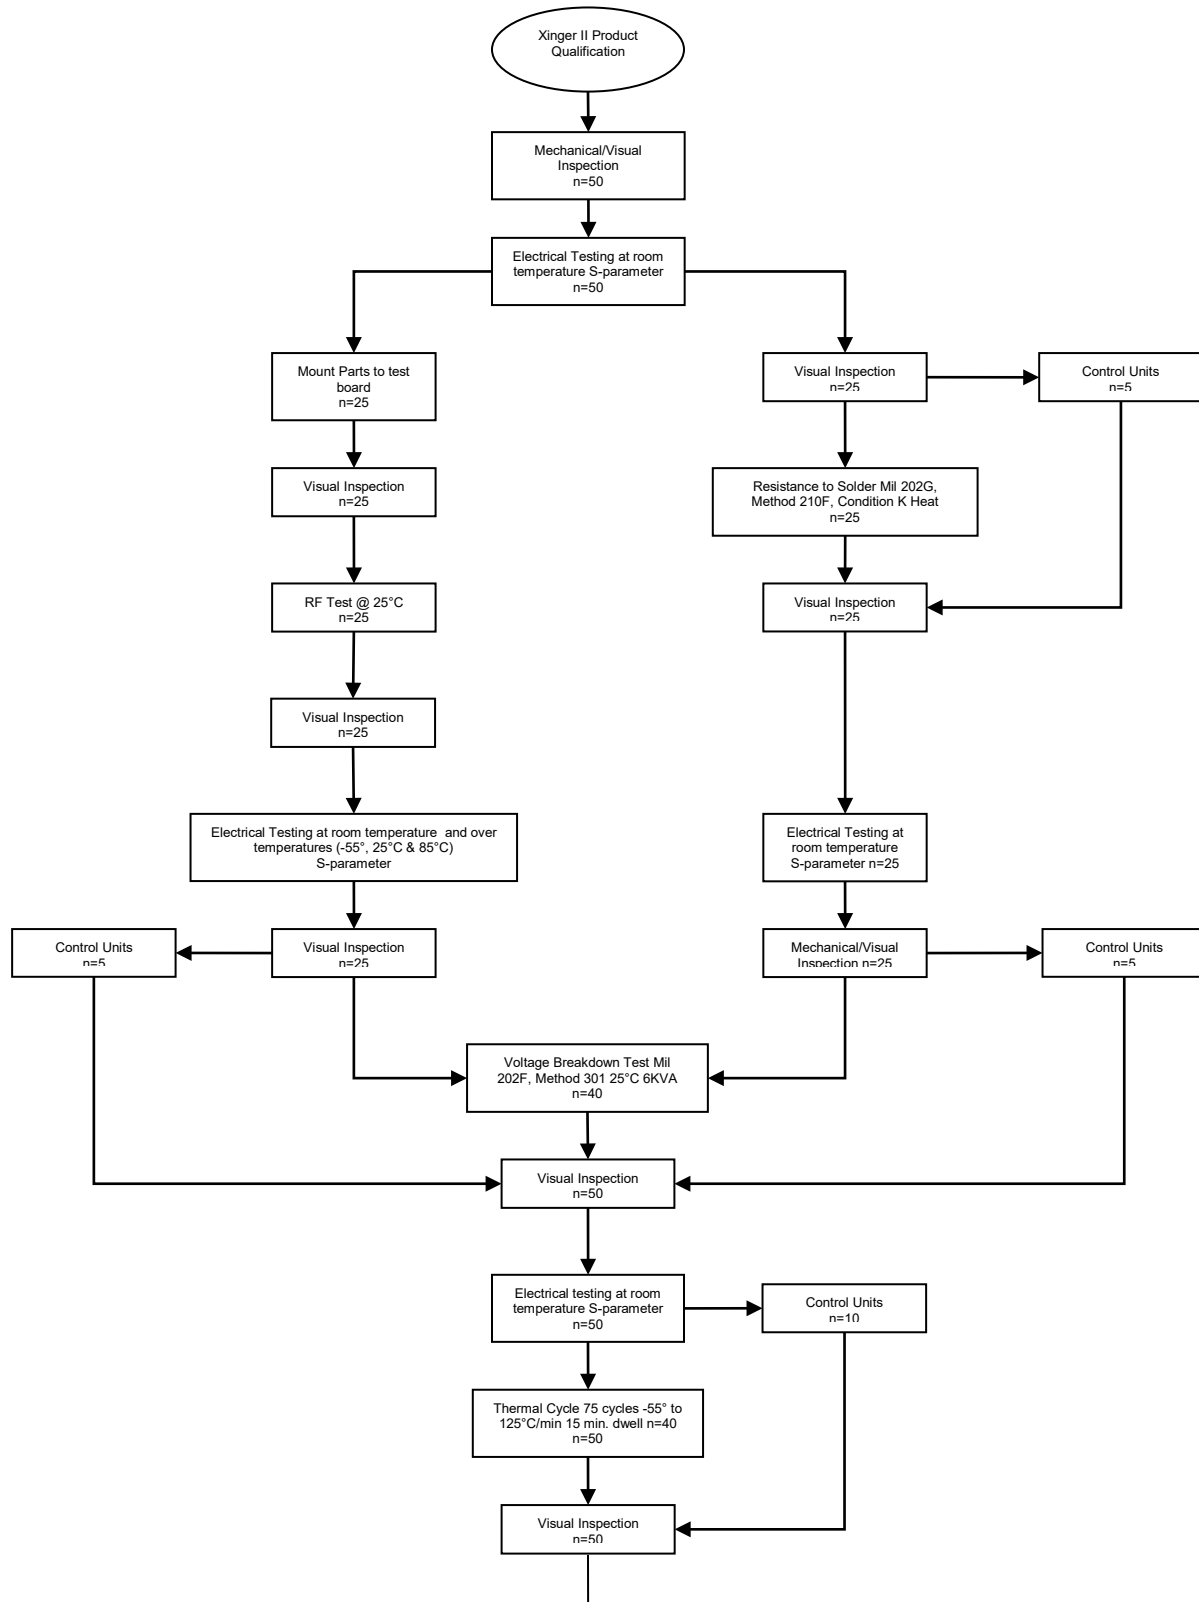 Xinger II Product
Qualification
Mechanical/Visual
Inspection
n=50
Electrical Testing at room
temperature S-parameter
n=50
Mount Parts to test
board
n=25
Visual Inspection
n=25
Control Units
n=5
Visual Inspection
n=25
Resistance to Solder Mil 202G,
Method 210F, Condition K Heat
n=25
RF Test @ 25°C
n=25
Visual Inspection
n=25
Visual Inspection
n=25
Electrical Testing at room temperature and over
temperatures (-55°, 25°C & 85°C)
S-parameter
Electrical Testing at
room temperature
S-parameter n=25
Control Units
n=5
Visual Inspection
n=25
Mechanical/Visual
Inspection n=25
Control Units
n=5
Voltage Breakdown Test Mil
202F, Method 301 25°C 6KVA
n=40
Visual Inspection
n=50
Electrical testing at room
temperature S-parameter
n=50
Control Units
n=10
Thermal Cycle 75 cycles -55° to
125°C/min 15 min. dwell n=40
n=50
Visual Inspection
n=50